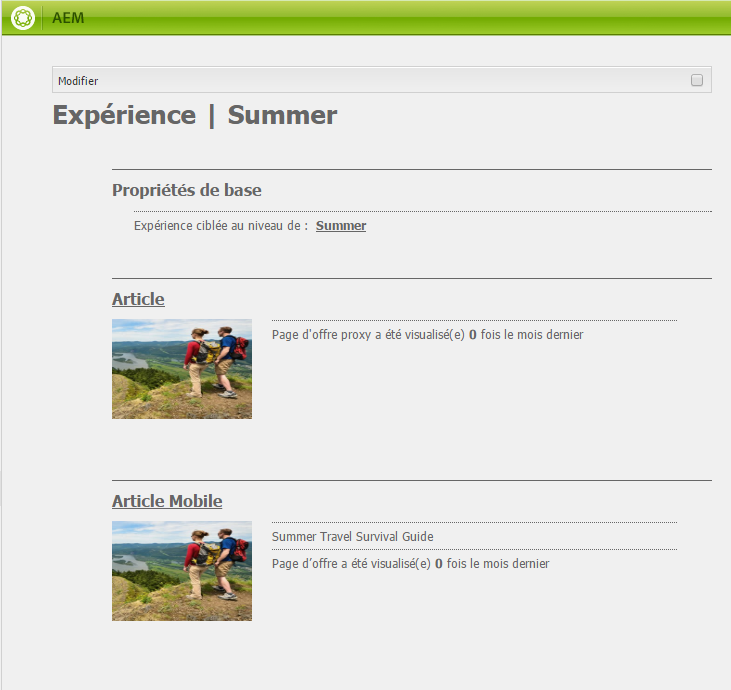 AEM
Modifier
Expérience | Summer
Propriétés de base
Expérience ciblée au niveau de : Summer
Article
Page d'offre proxy a été visualisé(e) 0 fois le mois dernier
Article Mobile
Summer Travel Survival Guide
Page d'offre a été visualisé(e) 0 fois le mois dernier